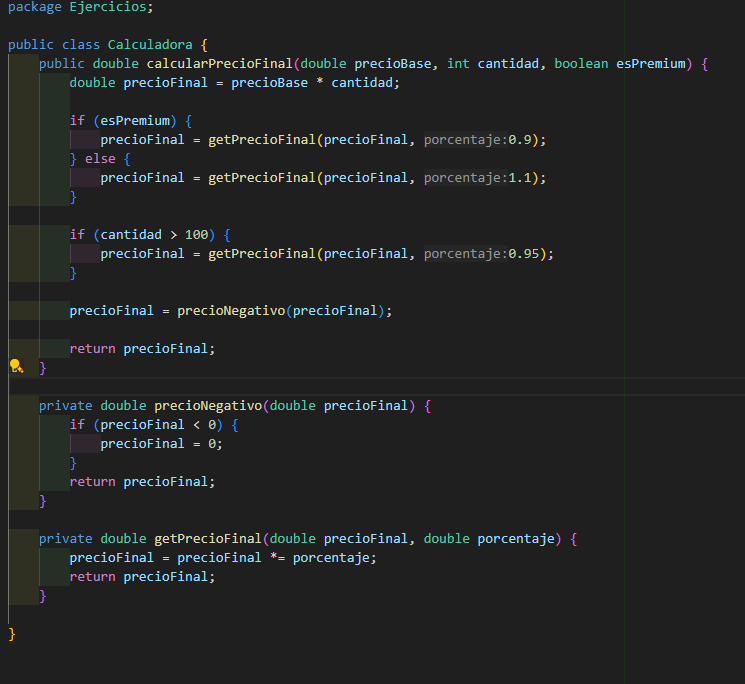 package Ejercicios;
public class Calculadora {
public double calcularPrecioFinal(double precioBase, int cantidad, boolean esPremium) {
double precioFinal = precioBase * cantidad;
if (esPremium) {
precioFinal = getPrecioFinal(precioFinal, porcentaje:0.9);
} else {
precioFinal = getPrecioFinal(precioFinal, porcentaje:1.1);
}
if (cantidad > 100) {
precioFinal = getPrecioFinal(precioFinal, porcentaje:0.95);
}
precioFinal = precioNegativo(precioFinal);
return precioFinal;
}
private double precioNegativo(double precioFinal) {
if (precioFinal < 0) {
precioFinal = 0;
}
return precioFinal;
}
private double getPrecioFinal(double precioFinal, double porcentaje) {
precioFinal = precioFinal *= porcentaje;
return precioFinal;
}
}